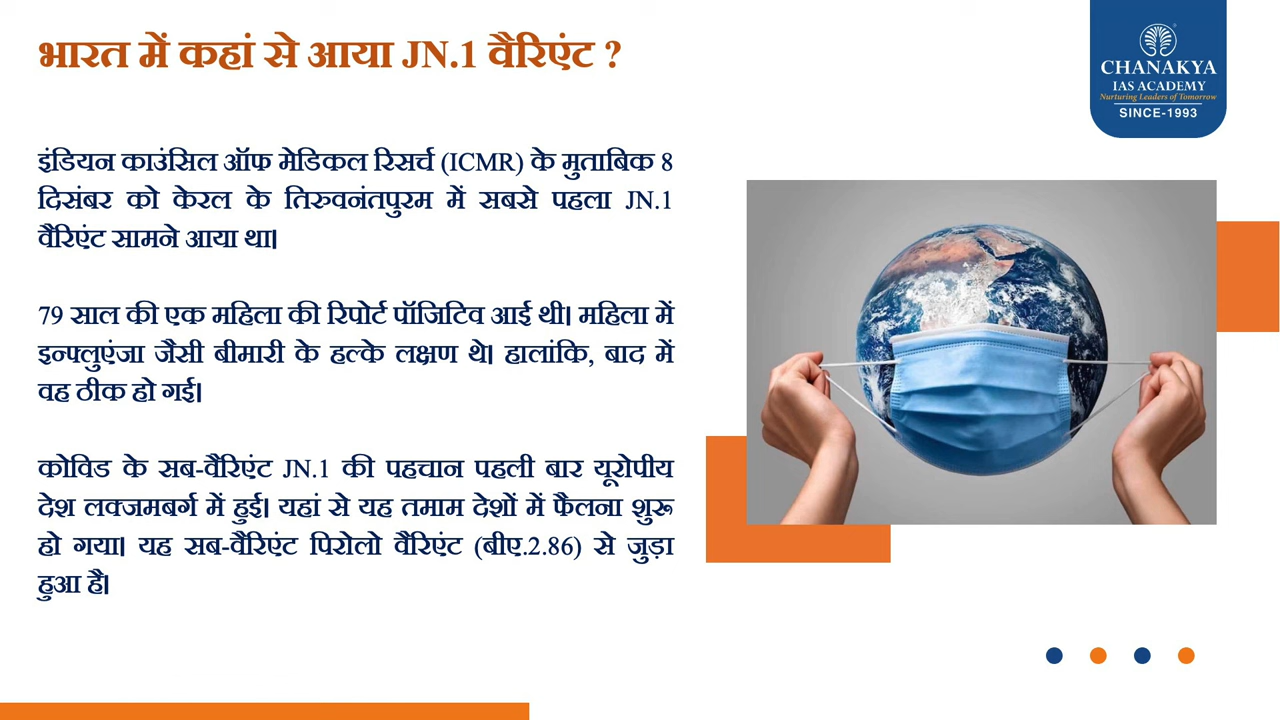 भारत में कहां से आया JN.1 वैरिएंट ?
CHANAKYA
IAS ACADEMY
Nurturing Leaders of Tomorrow
SINCE-1993
इंडियन काउंसिल ऑफ मेडिकल रिसर्च (ICMR) के मुताबिक 8
दिसंबर को केरल के तिरुवनंतपुरम में सबसे पहला JN.1
वैरिएंट सामने आया था।
79 साल की एक महिला की रिपोर्ट पॉजिटिव आई थी। महिला में
इन्फ्लुएंजा जैसी बीमारी के हल्के लक्षण थे। हालांकि, बाद में
वह ठीक हो गई।
कोविड के सब-वैरिएंट JN.1 की पहचान पहली बार यूरोपीय
देश लक्जमबर्ग में हुई। यहां से यह तमाम देशों में फैलना शुरू
हो गया। यह सब-वैरिएंट पिरोलो वैरिएंट (बीए.2.86) से जुड़ा
हुआ है।